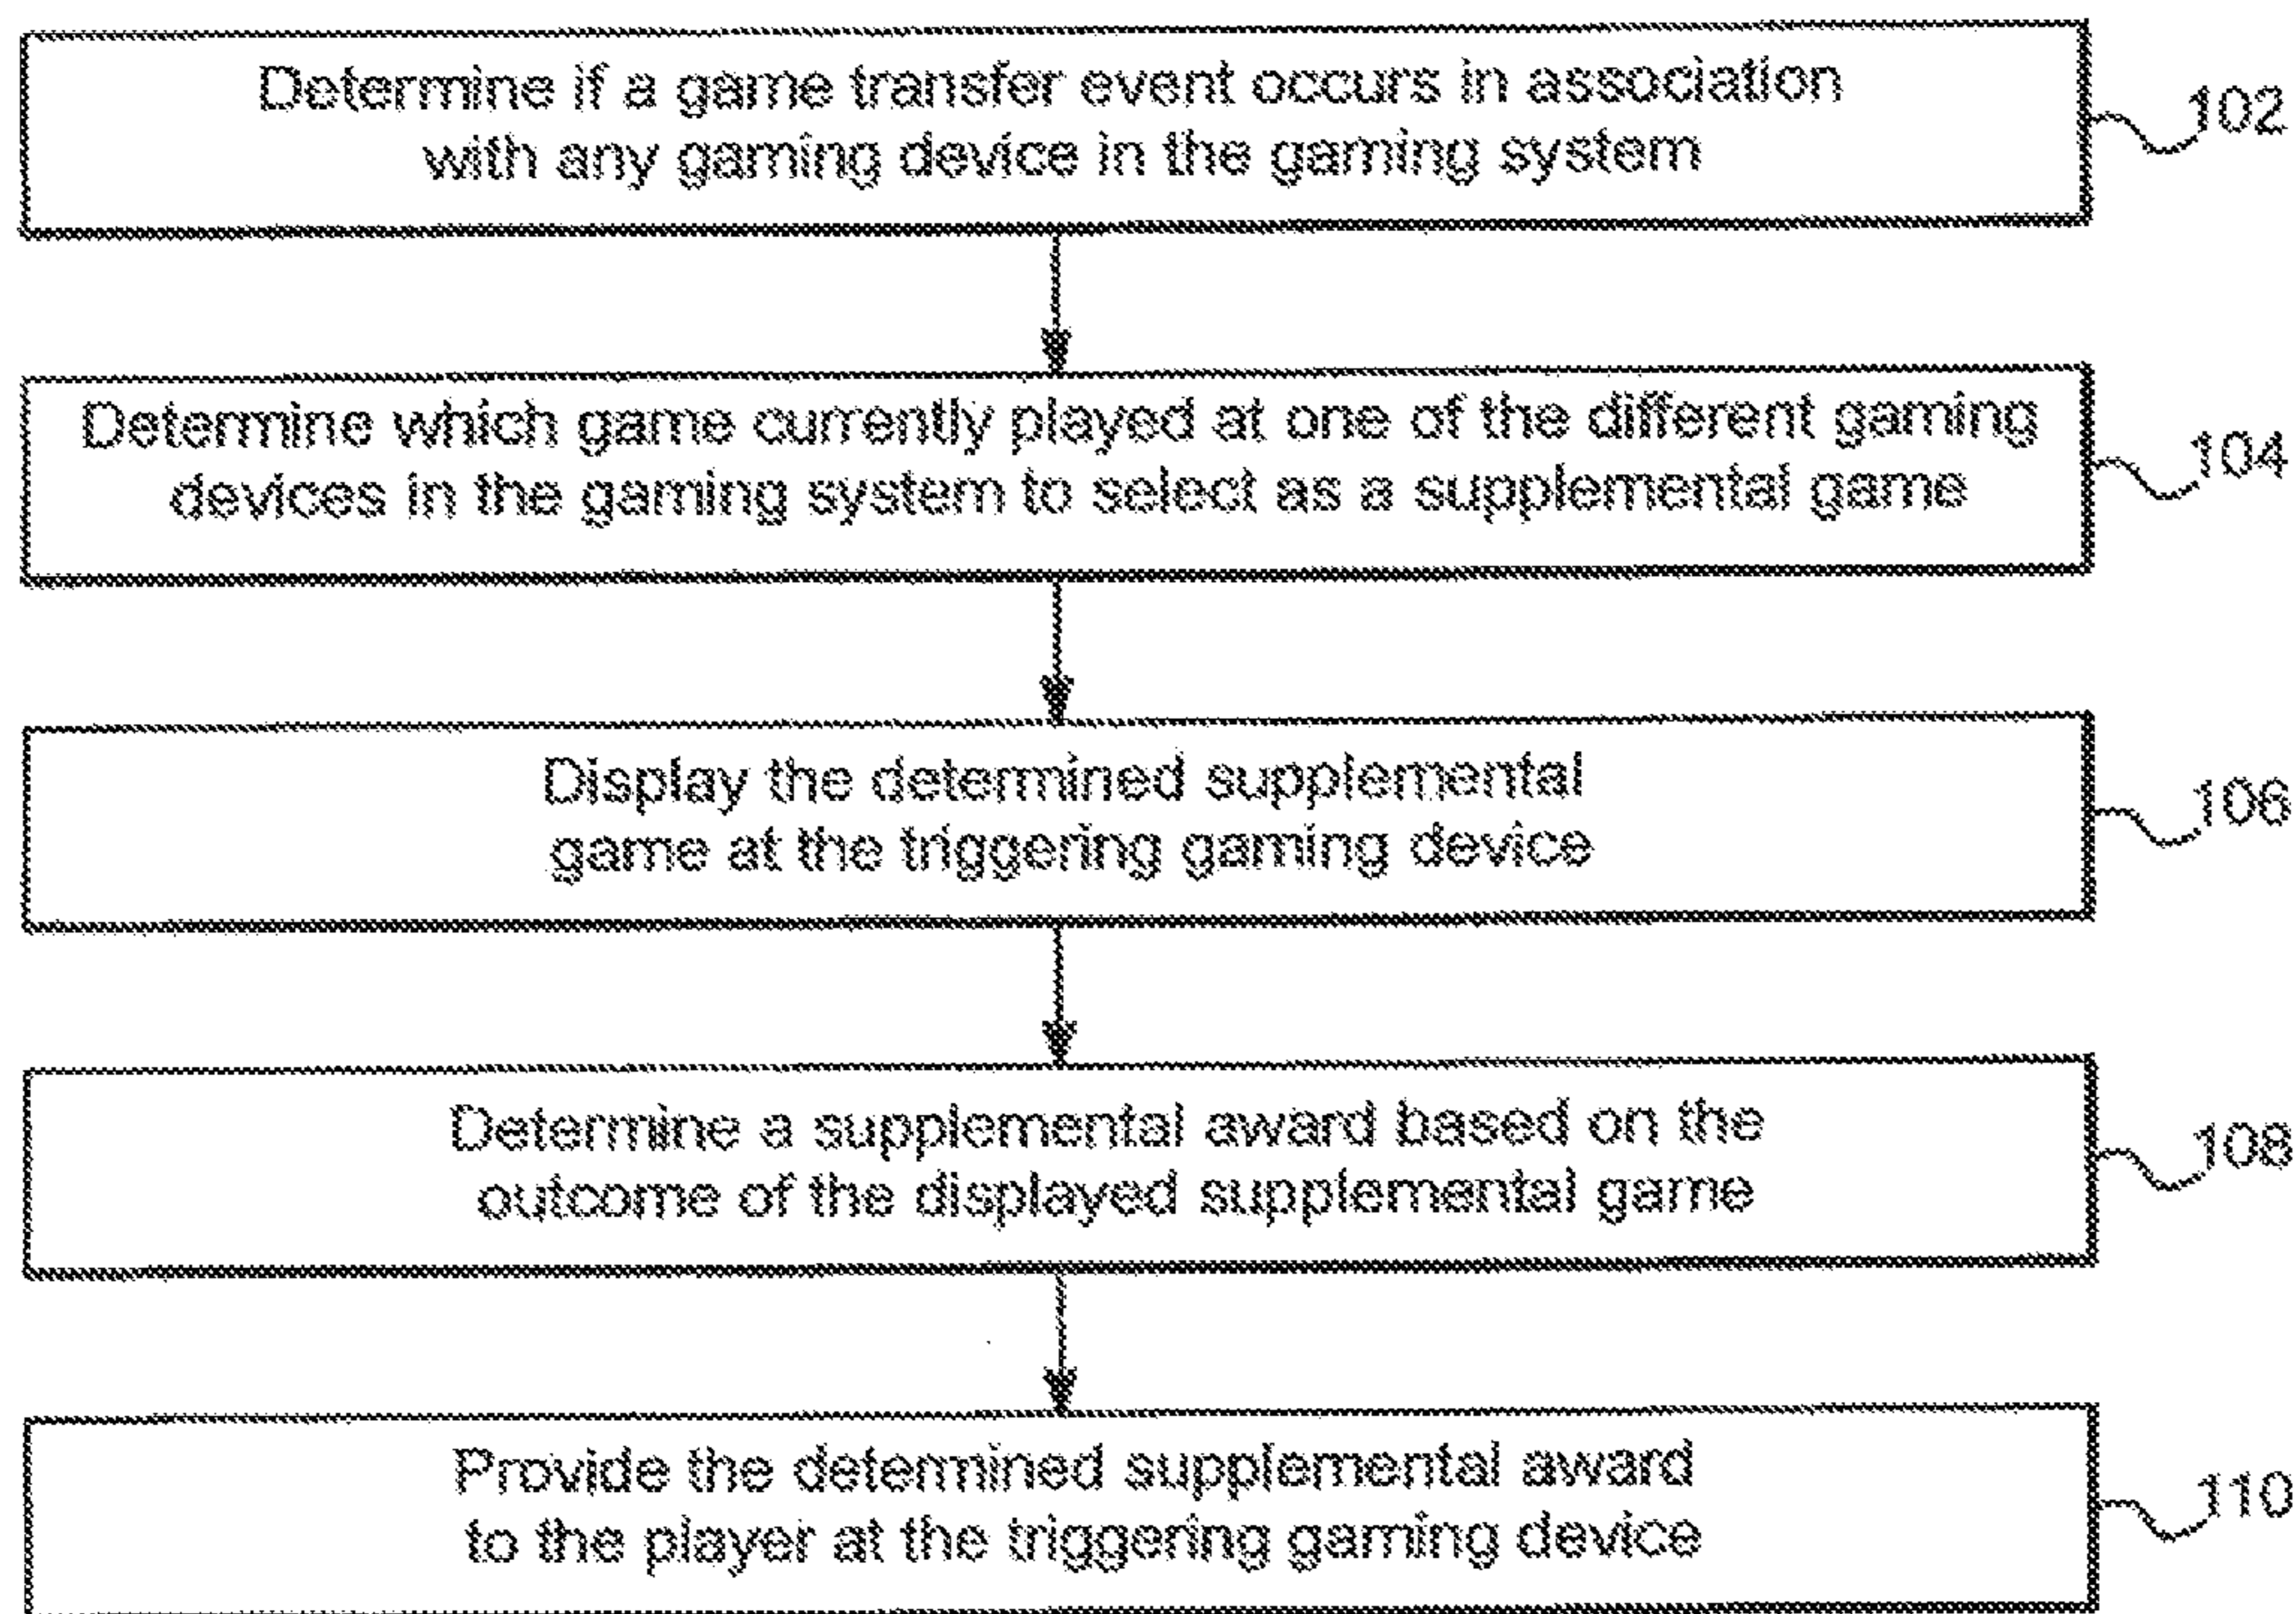 Determine if a game transfer event occurs in association
with any gaming device in the gaming system
102
Determine which game currently played at one of the different gaming
devices in the gaming system to select as a supplemental game
104
Display the determined supplemental
game at the triggering gaming device
106
Determine a supplemental award based on the
outcome of the displayed supplemental game
108
Provide the determined supplemental award
to the player at the triggering gaming device
110